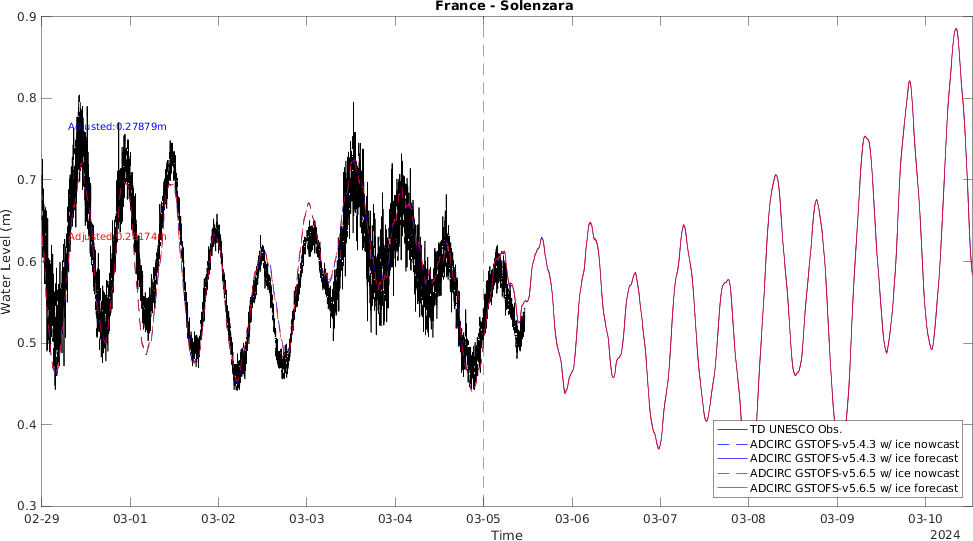 France - Solenzara
0.9
0.8
0.7
0.6
0.5
0.4
0.3
Water Level (m)
Adjusted:0.27879m
Adjusted:0.29174m
TD UNESCO Obs.
ADCIRC GSTOFS-v5.4.3 w/ ice nowcast
ADCIRC GSTOFS-v5.4.3 w/ ice forecast
ADCIRC GSTOFS-v5.6.5 w/ ice nowcast
ADCIRC GSTOFS-v5.6.5 w/ ice forecast
02-29 03-01 03-02 03-03 03-04 03-05 03-06 03-07 03-08 03-09 03-10
Time
2024